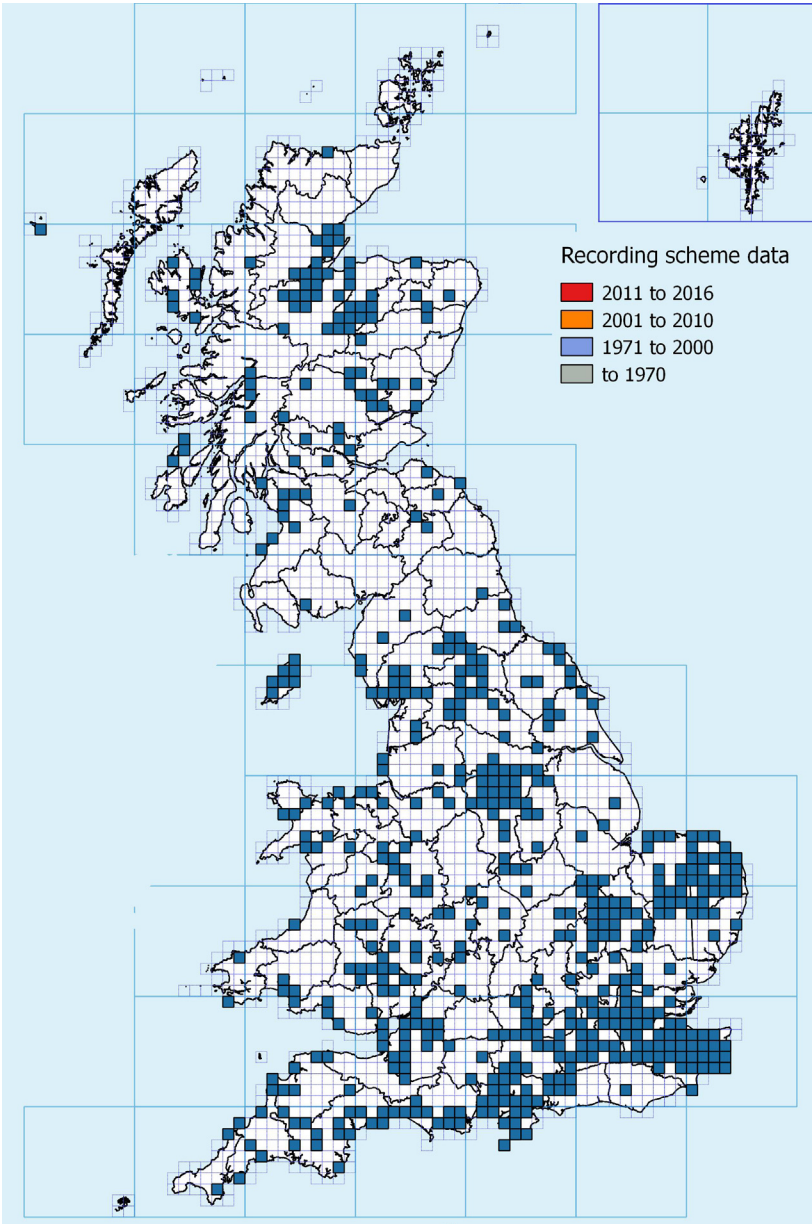 Recording scheme data
2011 to 2016
2001 to 2010
1971 to 2000
to 1970